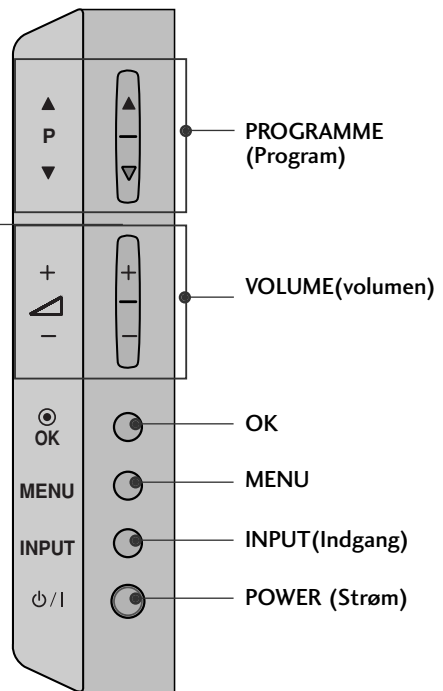 P
+
−
+
−
OK
MENU
INPUT
⏻/I
PROGRAMME
(Program)
VOLUME(volumen)
OK
MENU
INPUT(Indgang)
POWER (Strøm)